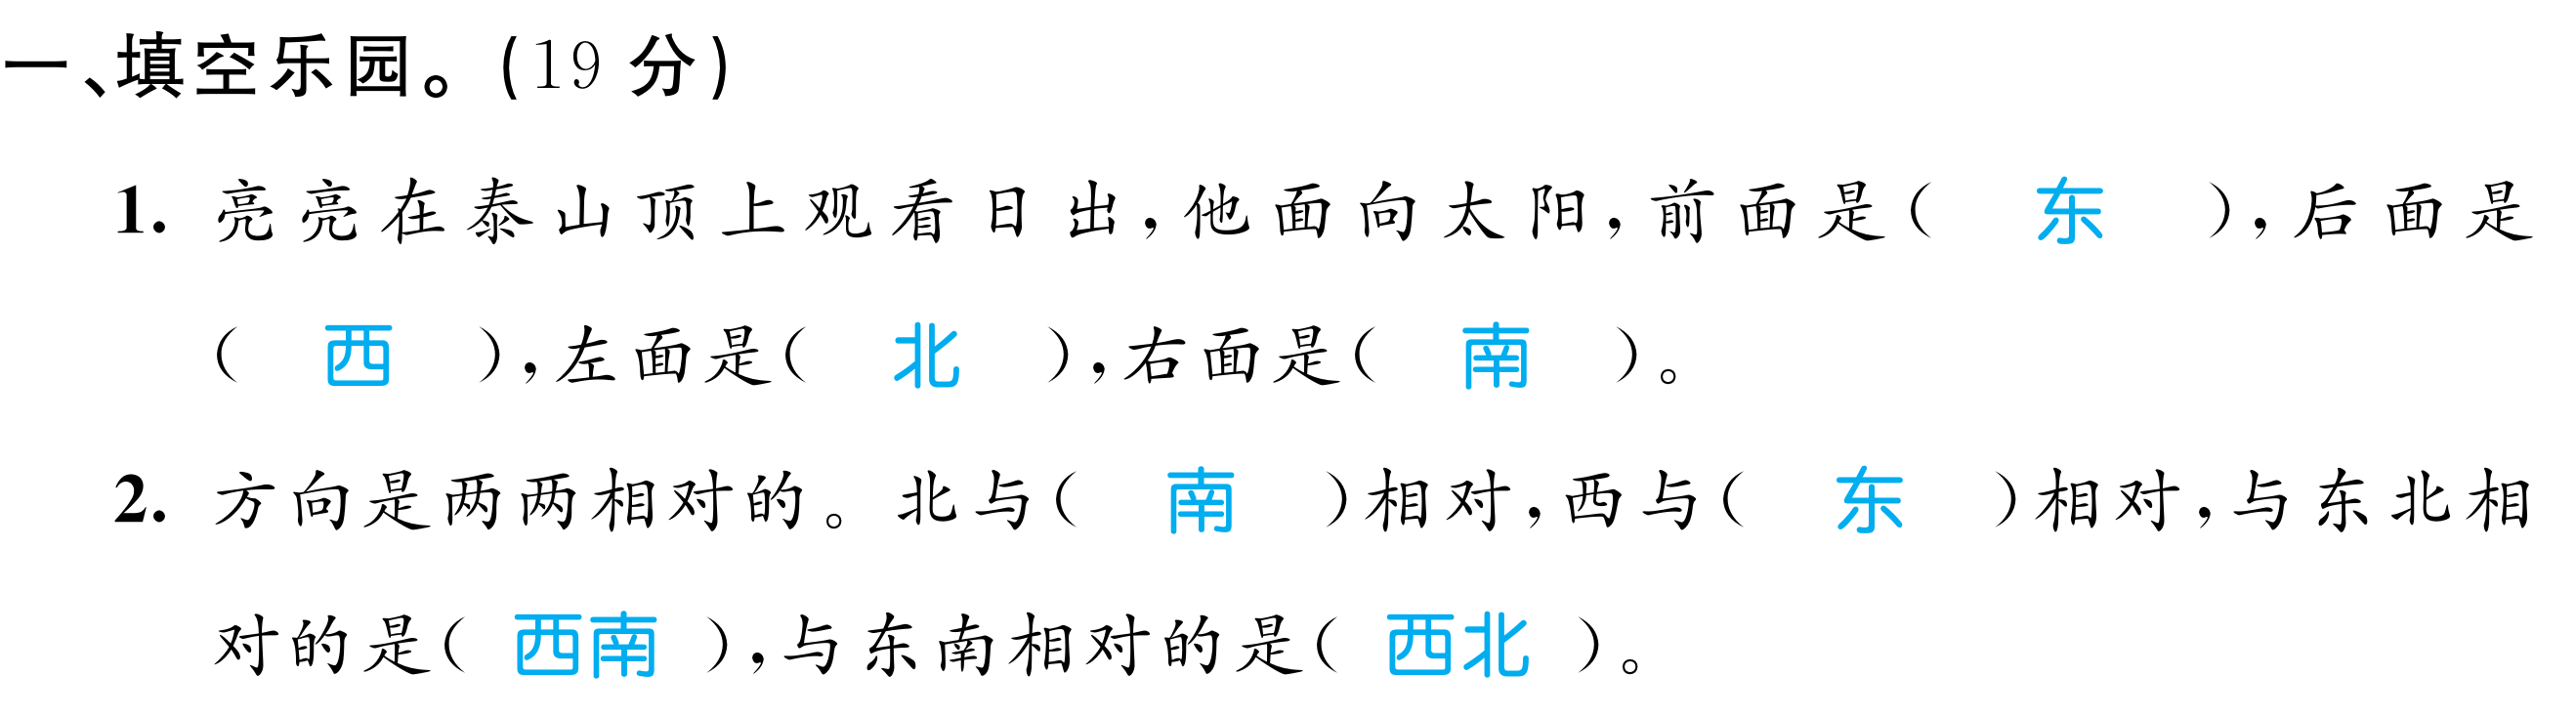 一、填空乐园。(19 分)
1. 亮亮在泰山顶上观看日出,他面向太阳,前面是( 东 ),后面是
( 西 ),左面是( 北 ),右面是( 南 )。
2. 方向是两两相对的。北与( 南 )相对,西与( 东 )相对,与东北相
对的是( 西南 ),与东南相对的是( 西北 )。